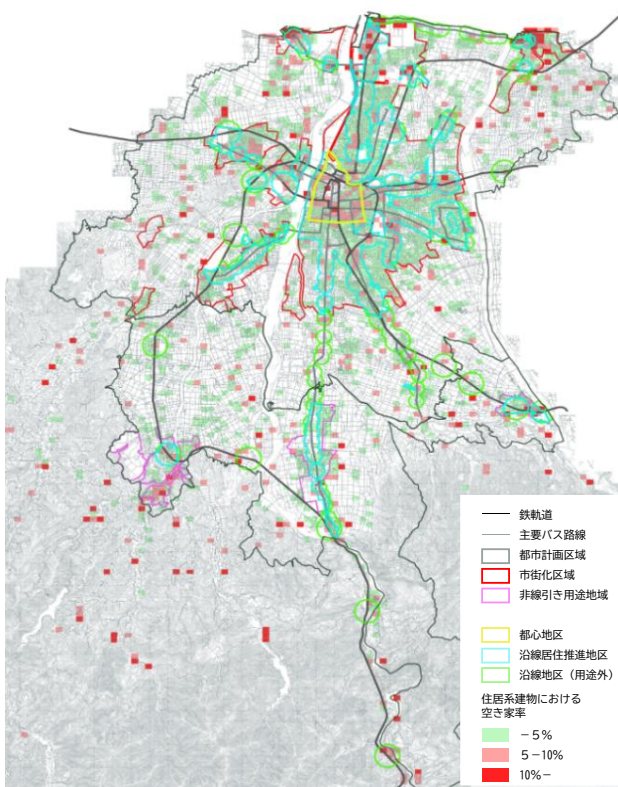 鉄軌道
主要バス路線
都市計画区域
市街化区域
非線引き用途地域
都心地区
沿線居住推進地区
沿線地区（用途外）
住居系建物における
空き家率
－5％
5－10%
10%－